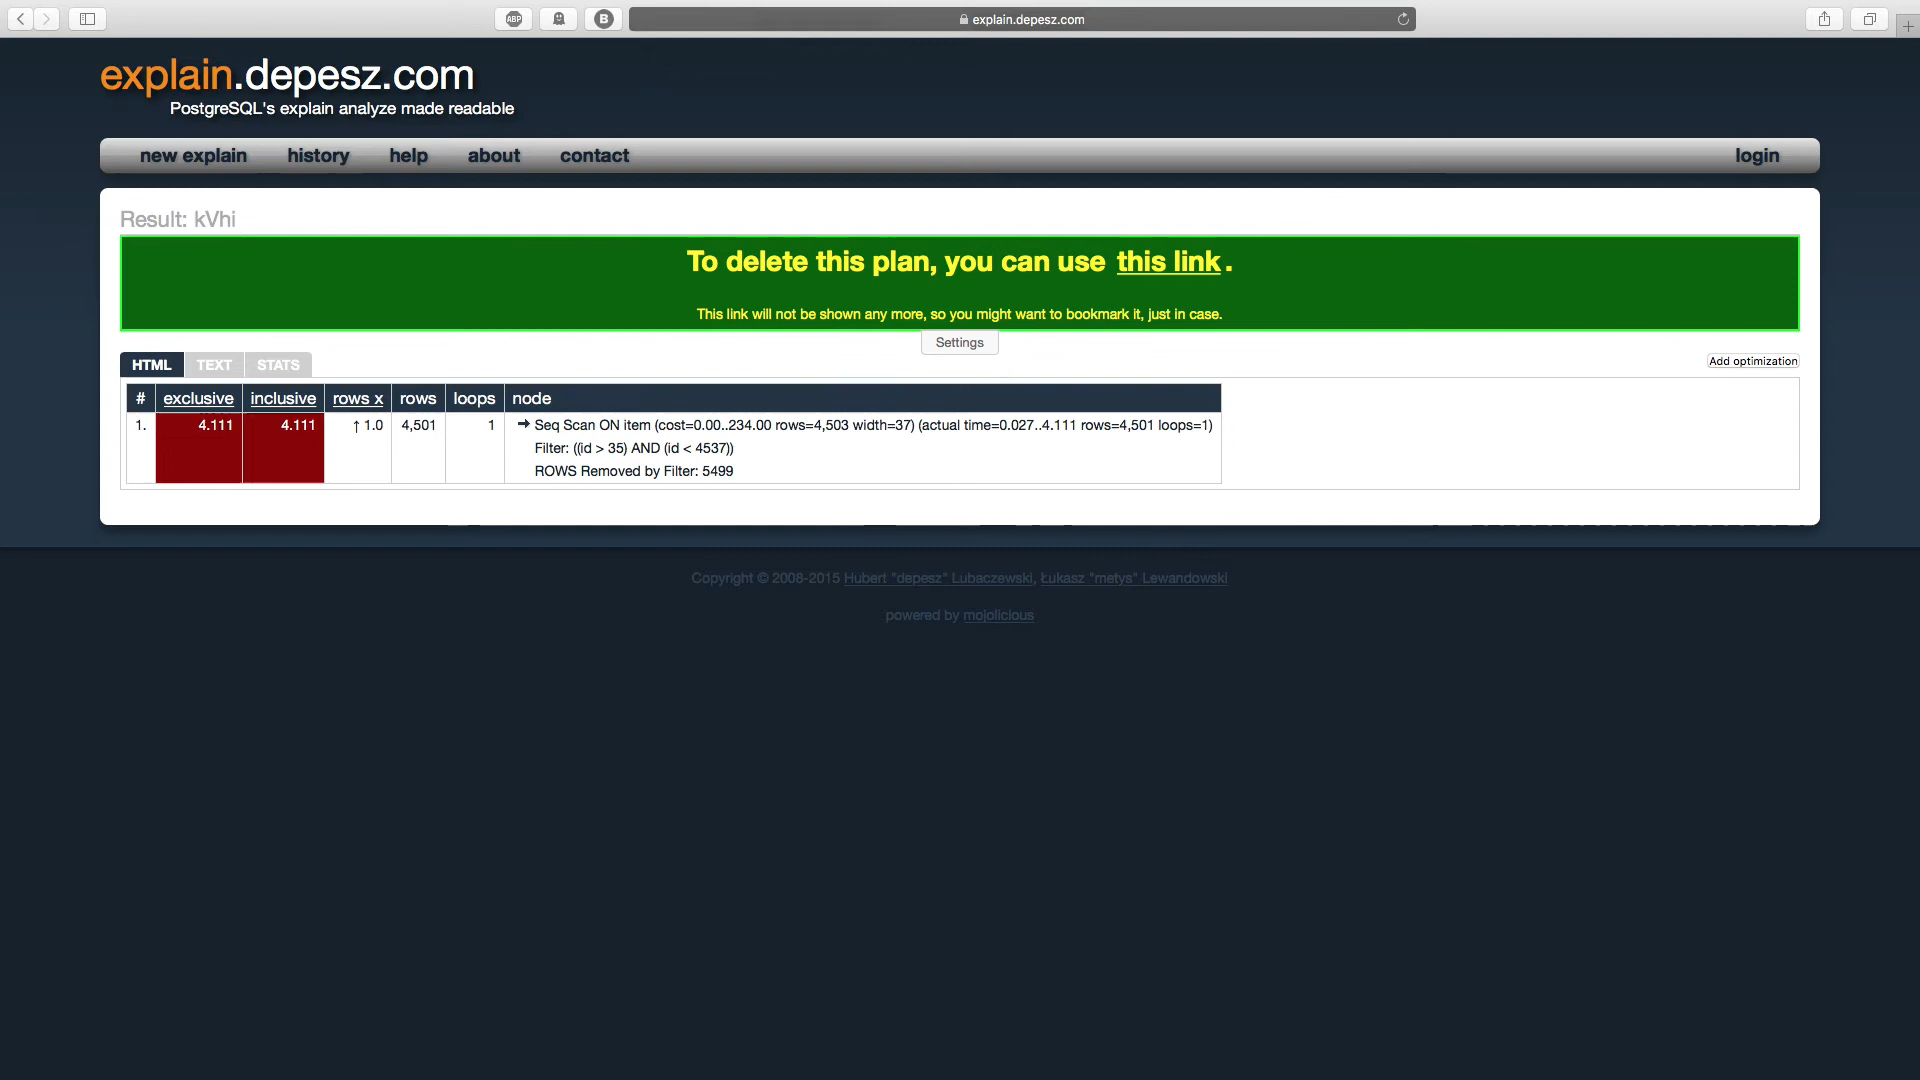 ABP
B
explain.depesz.com
explain.depesz.com
PostgreSQL's explain analyze made readable
new explain history help about contact login
Result: kVhi
To delete this plan, you can use this link.
This link will not be shown any more, so you might want to bookmark it, just in case.
Settings
HTML TEXT STATS Add optimization
# exclusive inclusive rows x rows loops node
1. 4.111 4.111 ↑ 1.0 4,501 1 → Seq Scan ON item (cost=0.00..234.00 rows=4,503 width=37) (actual time=0.027..4.111 rows=4,501 loops=1)
Filter: ((id > 35) AND (id < 4537))
ROWS Removed by Filter: 5499
Copyright © 2008-2015 Hubert "depesz" Lubaczewski, Łukasz "metys" Lewandowski
powered by mojolicious